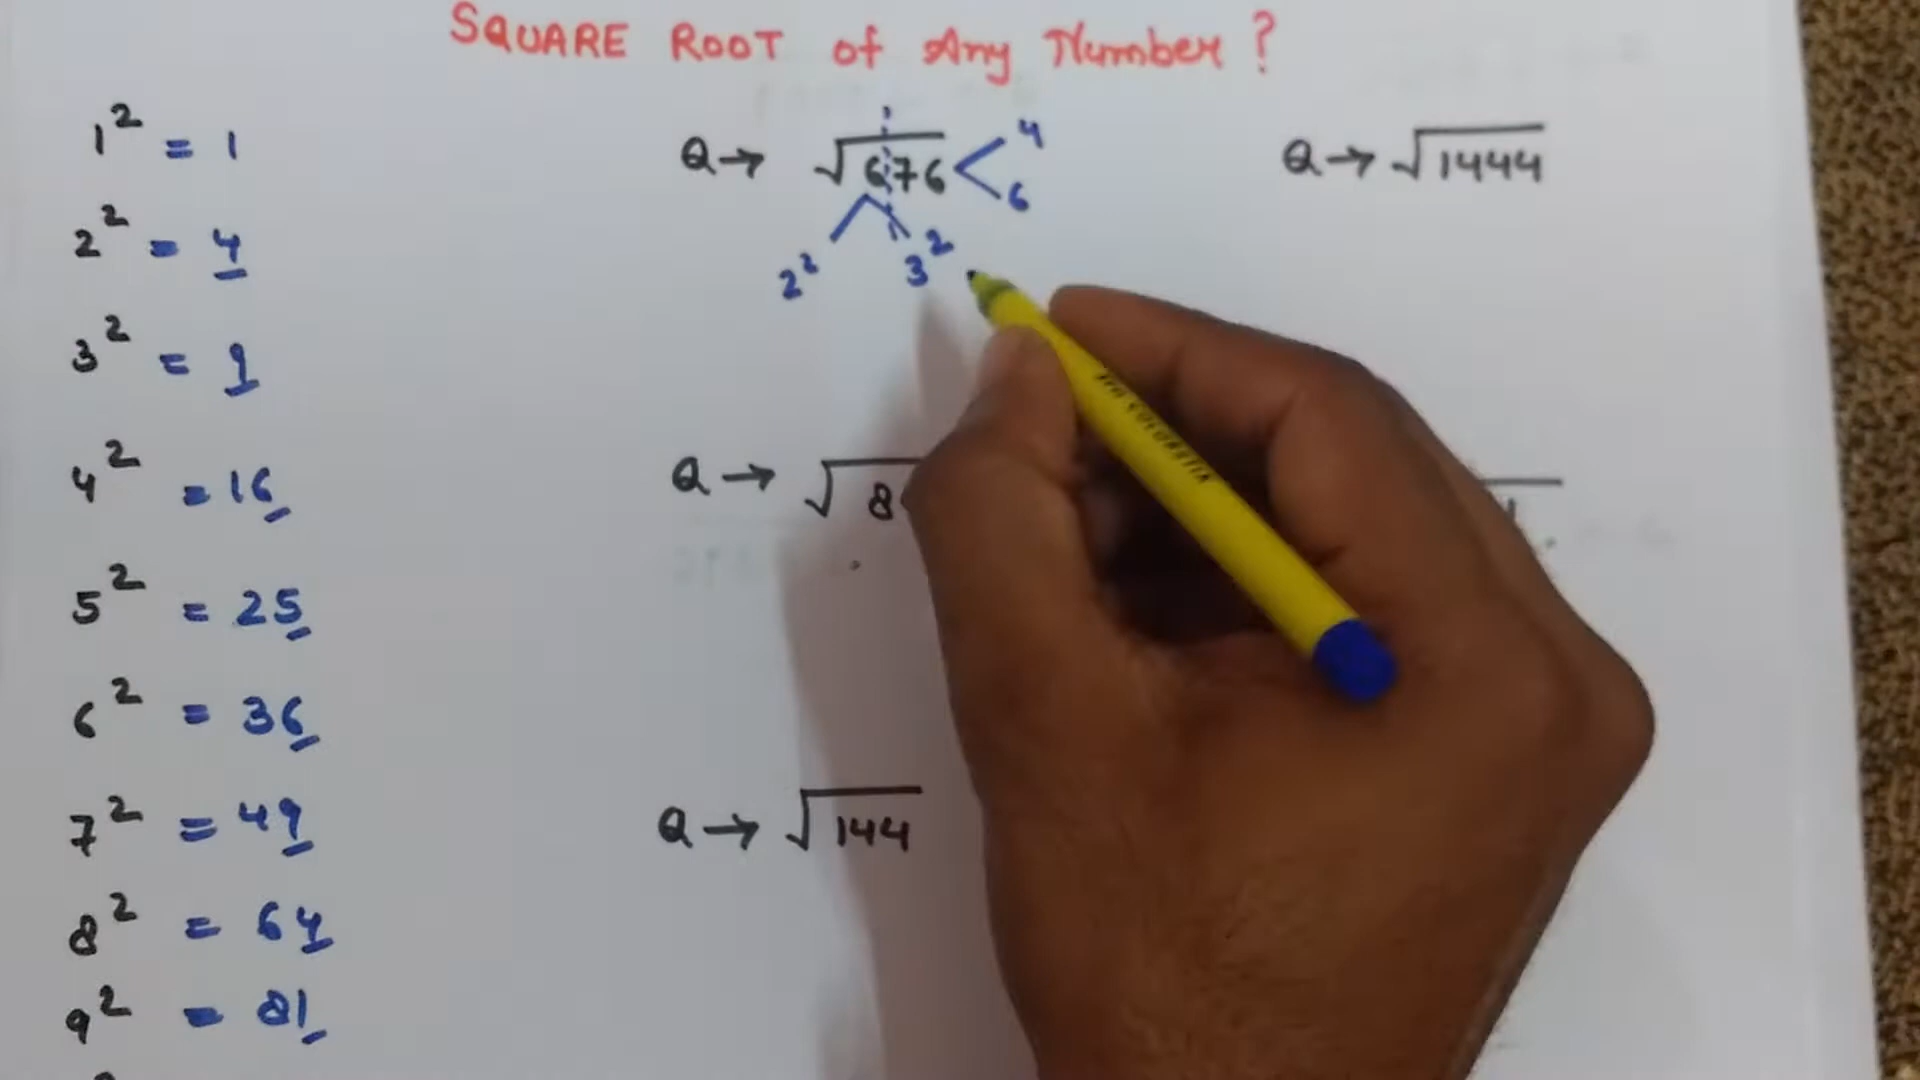 SQUARE ROOT of Any Number ?
1² = 1
2² = 4
3² = 9
4² = 16
5² = 25
6² = 36
7² = 49
8² = 64
9² = 81
Q → √676 < 4
6
2² 3²
Q → √1444
Q → √8
Q → √144